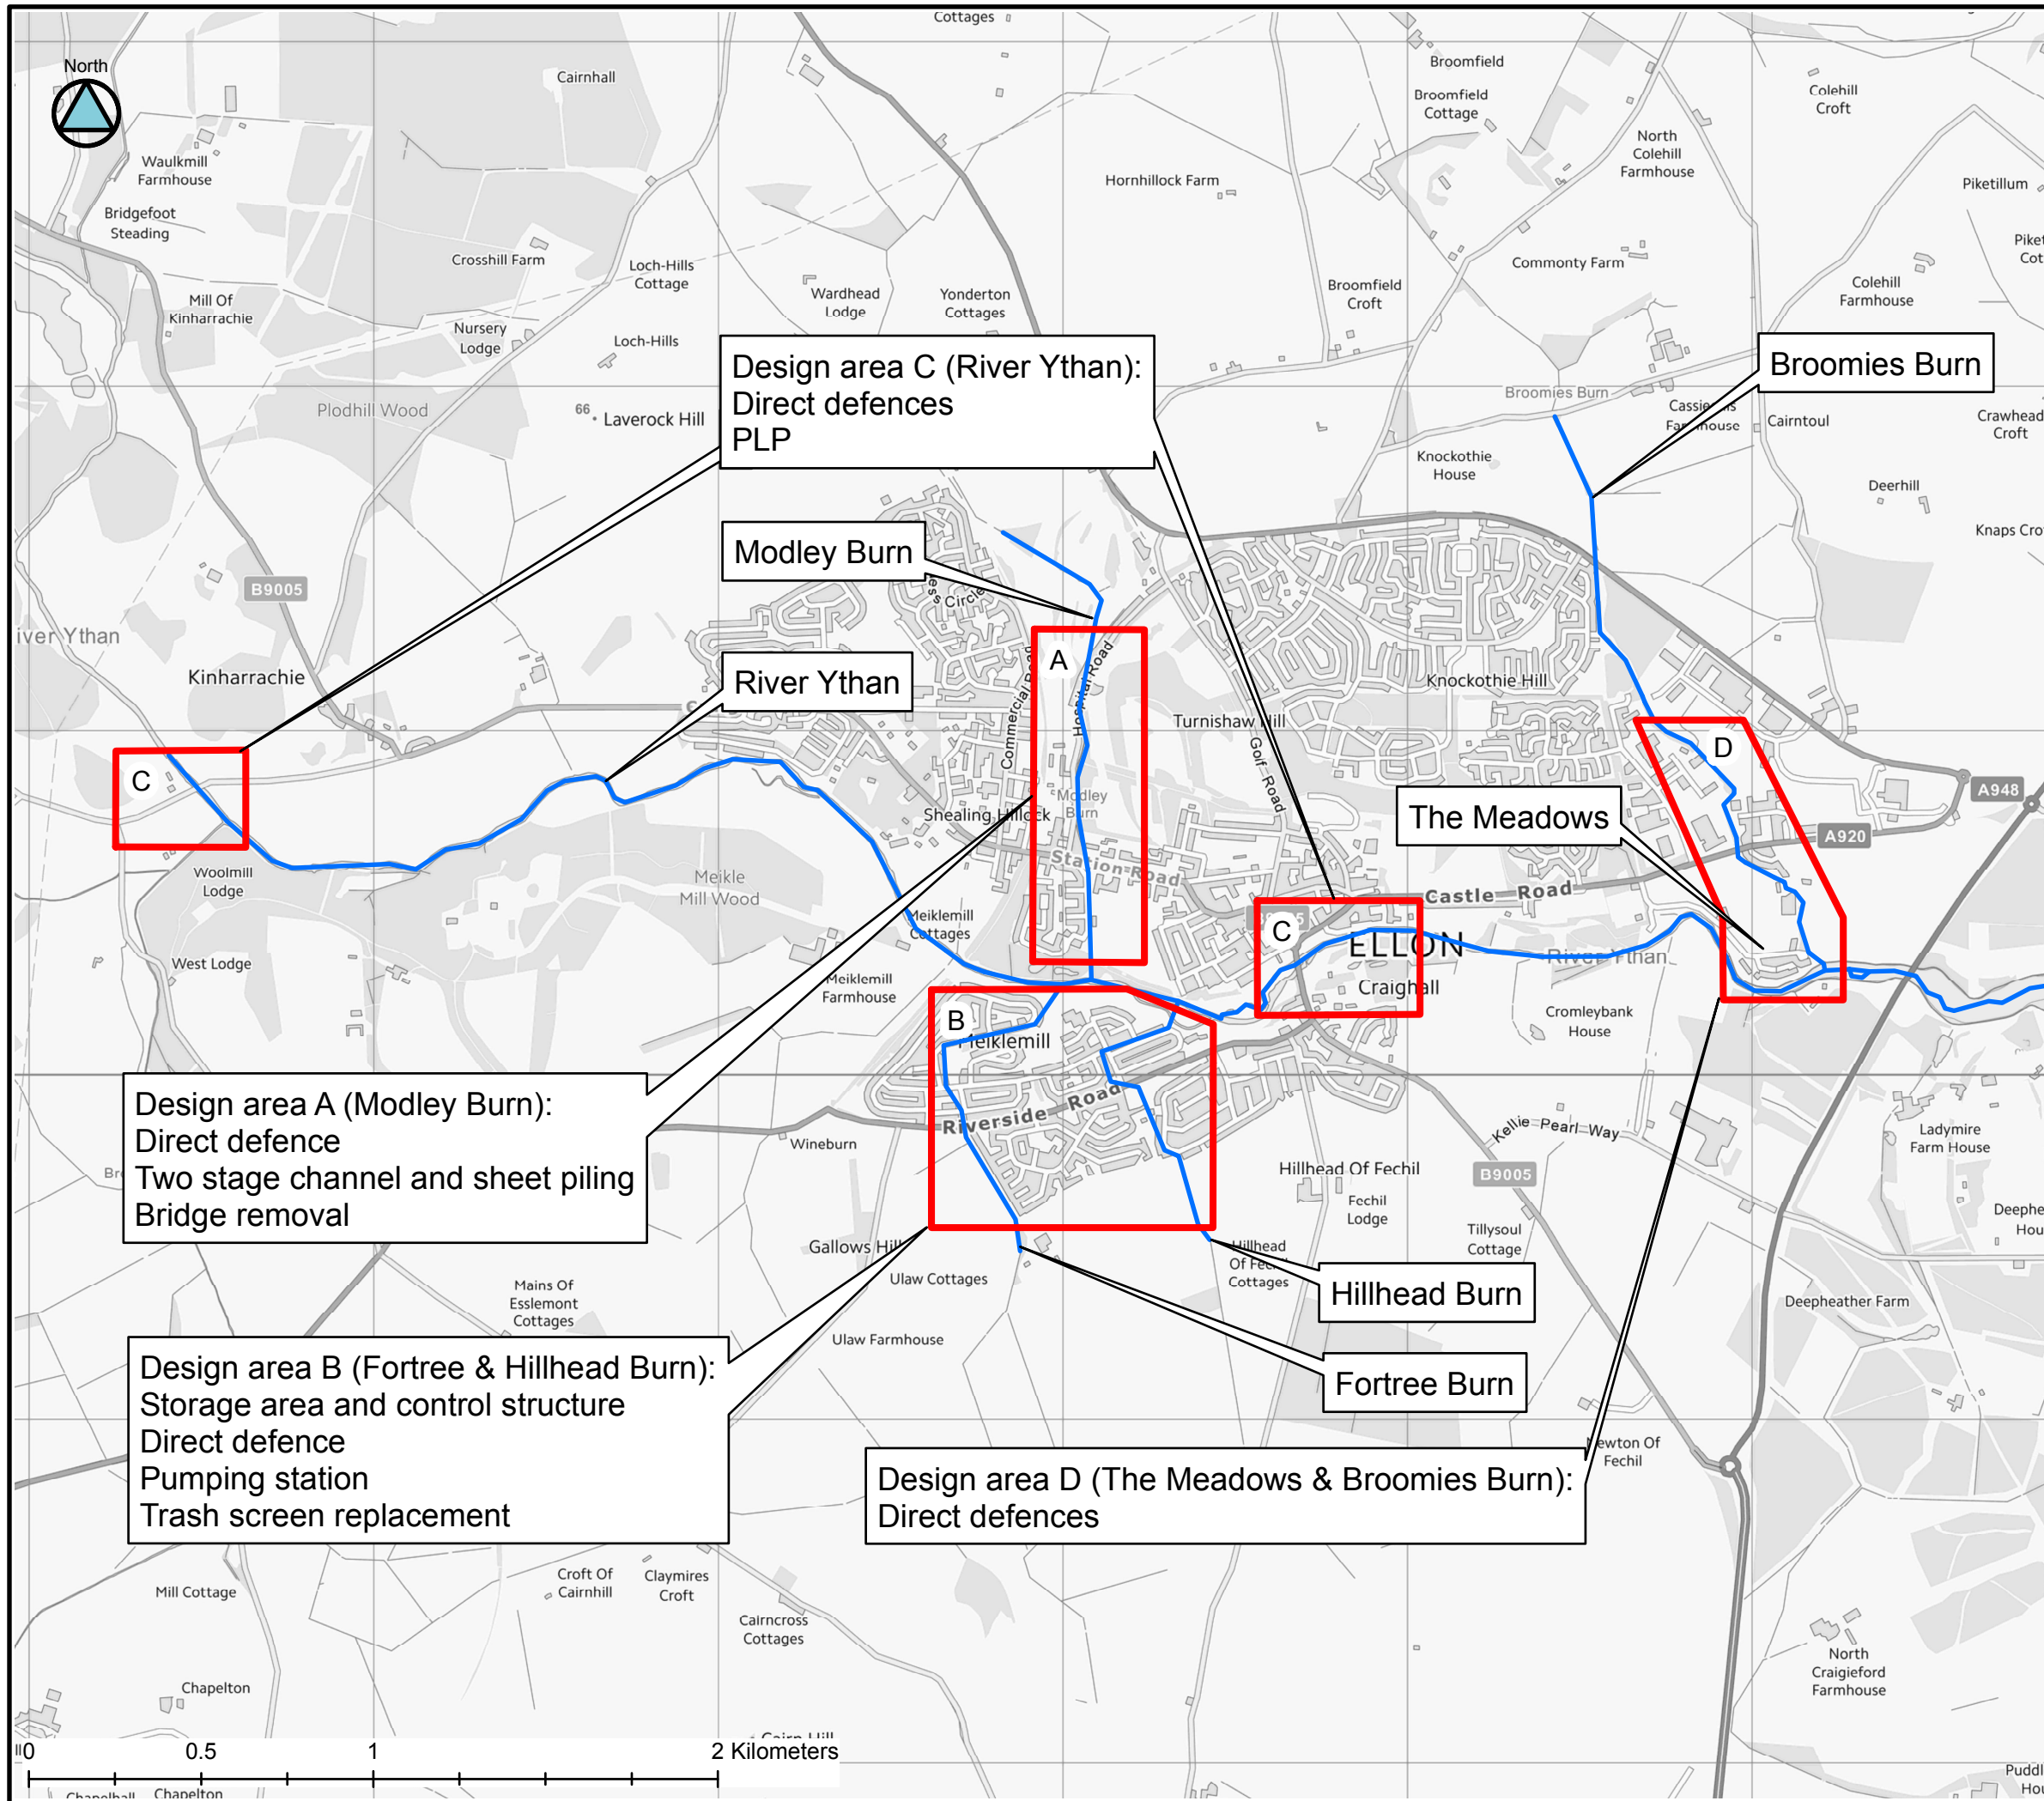 Cottages
North
Cairnhall
Broomfield
Broomfield
Cottage
Colehill
Croft
North
Colehill
Farmhouse
Waulkmill
Farmhouse
Hornhillock Farm
Piketillum
Bridgefoot
Steading
Crosshill Farm
Loch-Hills
Cottage
Commonty Farm
Mill Of
Kinharrachie
Wardhead
Lodge
Yonderton
Cottages
Broomfield
Croft
Colehill
Farmhouse
Nursery
Lodge
Loch-Hills
Design area C (River Ythan):
Direct defences
PLP
Broomies Burn
Broomies Burn
Plodhill Wood
66
Laverock Hill
Cairntoul
Crawhead
Croft
Knockothie
House
Deerhill
Modley Burn
B9005
Circle
River Ythan
Kinharrachie
A
Hospital Road
Knockothie Hill
Turnishaw Hill
Golf Road
D
C
A948
The Meadows
A920
Modley
Burn
Shealing Hillock
Station Road
Woolmill
Lodge
Meikle
Mill Wood
Castle Road
Meiklemill
Cottages
C
ELLON
River Ythan
West Lodge
Meiklemill
Farmhouse
Craighall
Cromleybank
House
B
Meiklemill
Design area A (Modley Burn):
Direct defence
Two stage channel and sheet piling
Bridge removal
Riverside Road
Wineburn
Kellie Pearl Way
Ladymire
Farm House
Hillhead Of Fechil
B9005
Fechil
Lodge
Tillysoul
Cottage
Gallows Hill
Hillhead
Of Fechil
Cottages
Ulaw Cottages
Mains Of
Esslemont
Cottages
Hillhead Burn
Deepheather Farm
Ulaw Farmhouse
Design area B (Fortree & Hillhead Burn):
Storage area and control structure
Direct defence
Pumping station
Trash screen replacement
Fortree Burn
Newton Of
Fechil
Design area D (The Meadows & Broomies Burn):
Direct defences
Mill Cottage
Croft Of
Cairnhill
Claymires
Croft
Cairncross
Cottages
North
Craigieford
Farmhouse
Chapelton
0 0.5 1 2 Kilometers
Chapelton